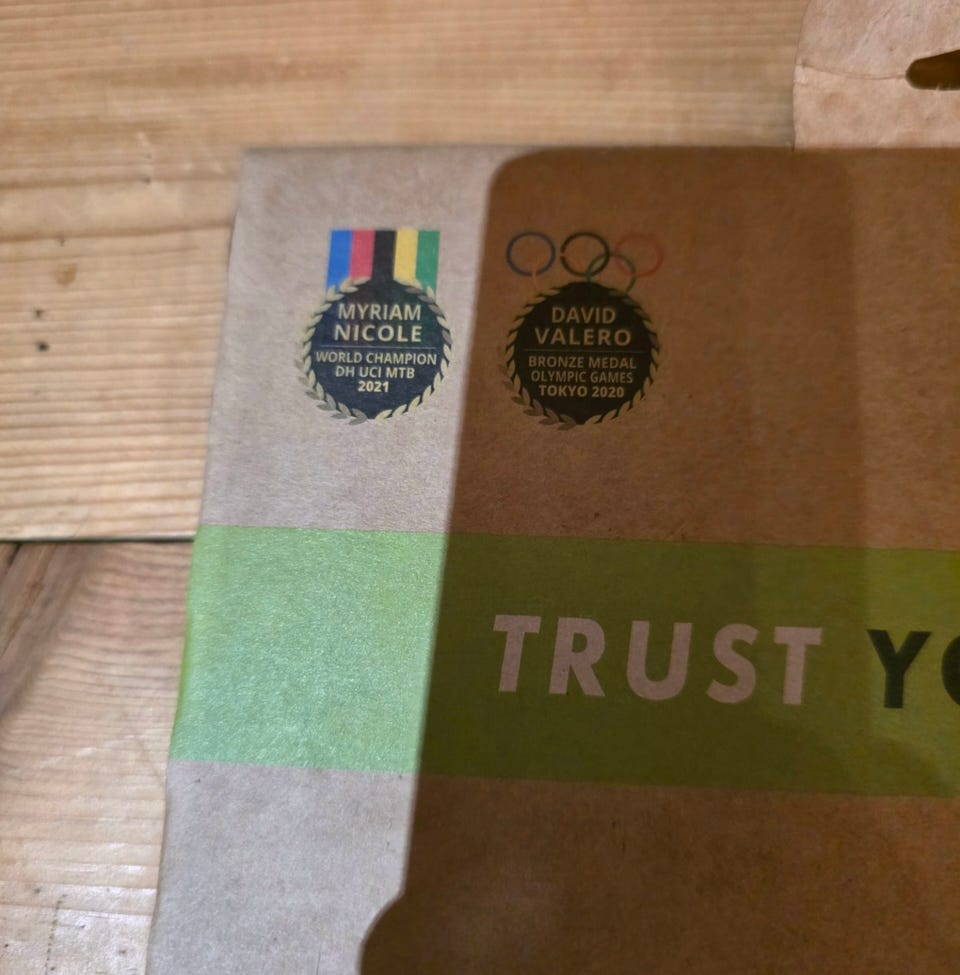 MYRIAM
NICOLE
WORLD CHAMPION
DH UCI MTB
2021
DAVID
VALERO
BRONZE MEDAL
OLYMPIC GAMES
TOKYO 2020
TRUST